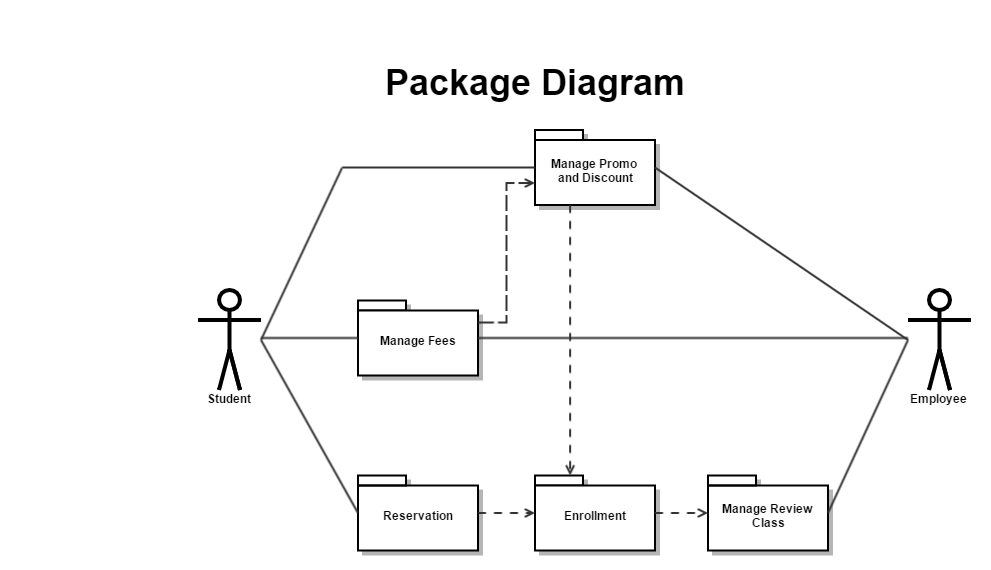 Package Diagram
Manage Promo
and Discount
Manage Fees
Student
Employee
Reservation
Enrollment
Manage Review
Class